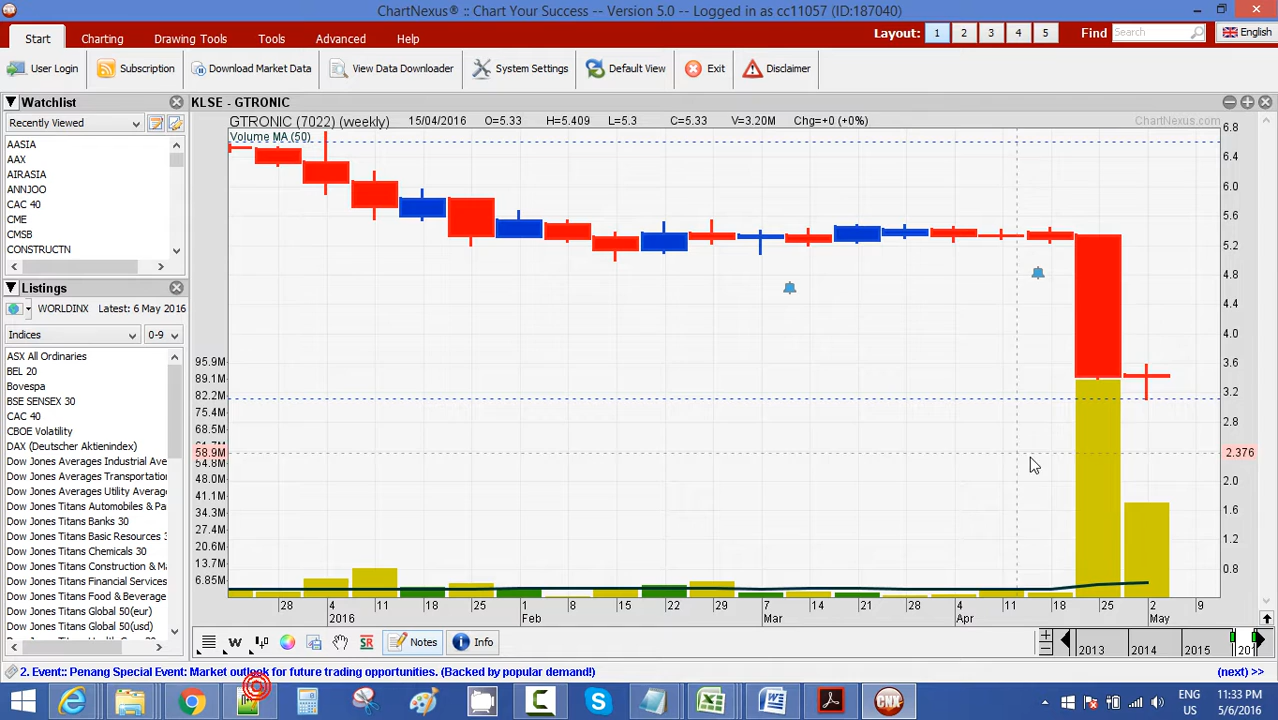 ChartNexus® :: Chart Your Success -- Version 5.0 -- Logged in as cc11057 (ID:187040)
Start Charting Drawing Tools Tools Advanced Help Layout: 1 2 3 4 5 Find Search English
User Login Subscription Download Market Data View Data Downloader System Settings Default View Exit Disclaimer
Watchlist
Recently Viewed
AASIA
AAX
AIRASIA
ANNJOO
CAC 40
CME
CMSB
CONSTRUCTN
Listings
WORLDINX Latest: 6 May 2016
Indices 0-9
ASX All Ordinaries
BEL 20
Bovespa
BSE SENSEX 30
CAC 40
CBOE Volatility
DAX (Deutscher Aktienindex)
Dow Jones Averages Industrial Ave
Dow Jones Averages Transportation
Dow Jones Averages Utility Average
Dow Jones Titans Automobiles & Pa
Dow Jones Titans Banks 30
Dow Jones Titans Basic Resources
Dow Jones Titans Chemicals 30
Dow Jones Titans Construction & Ma
Dow Jones Titans Financial Services
Dow Jones Titans Food & Beverage
Dow Jones Titans Global 50(eur)
Dow Jones Titans Global 50(usd)
KLSE - GTRONIC
GTRONIC (7022) (weekly) 15/04/2016 O=5.33 H=5.409 L=5.3 C=5.33 Chg=+0 (+0%) V=3.20M ChartNexus.com
Volume MA (50)
6.8
6.4
6.0
5.6
5.2
4.8
4.4
4.0
3.6
3.2
2.8
2.376
2.0
1.6
1.2
0.8
95.9M
89.1M
82.2M
75.4M
68.5M
58.9M
54.8M
48.0M
41.1M
34.3M
27.4M
20.6M
13.7M
6.85M
28 4 11 18 25 1 8 15 22 29 7 14 21 28 4 11 18 25 2 9
2016 Feb Mar Apr May
W SR Notes Info 2013 2014 2015
2. Event:: Penang Special Event: Market outlook for future trading opportunities. (Backed by popular demand!) (next) >>
CNX
ENG
US
11:33 PM
5/6/2016